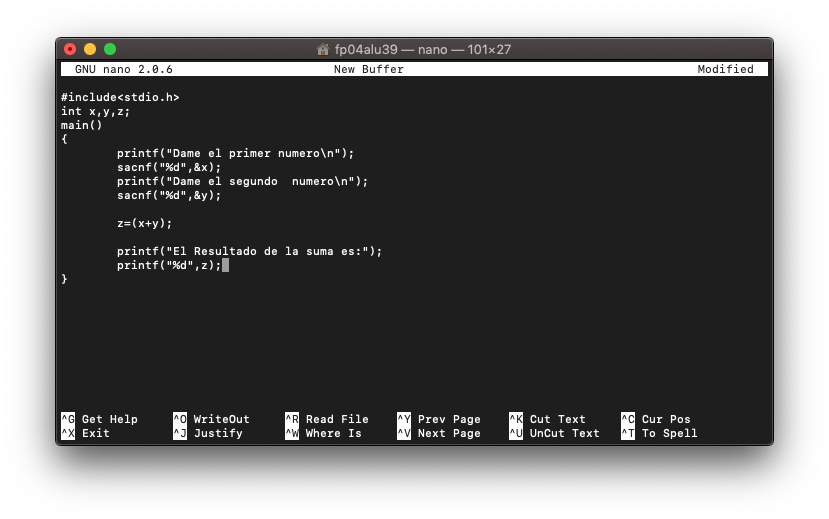 fp04alu39 — nano — 101×27
GNU nano 2.0.6 New Buffer Modified
#include<stdio.h>
int x,y,z;
main()
{
printf("Dame el primer numero\n");
sacnf("%d",&x);
printf("Dame el segundo  numero\n");
sacnf("%d",&y);
z=(x+y);
printf("El Resultado de la suma es:");
printf("%d",z);
}
^G Get Help ^O WriteOut ^R Read File ^Y Prev Page ^K Cut Text ^C Cur Pos
^X Exit ^J Justify ^W Where Is ^V Next Page ^U UnCut Text ^T To Spell